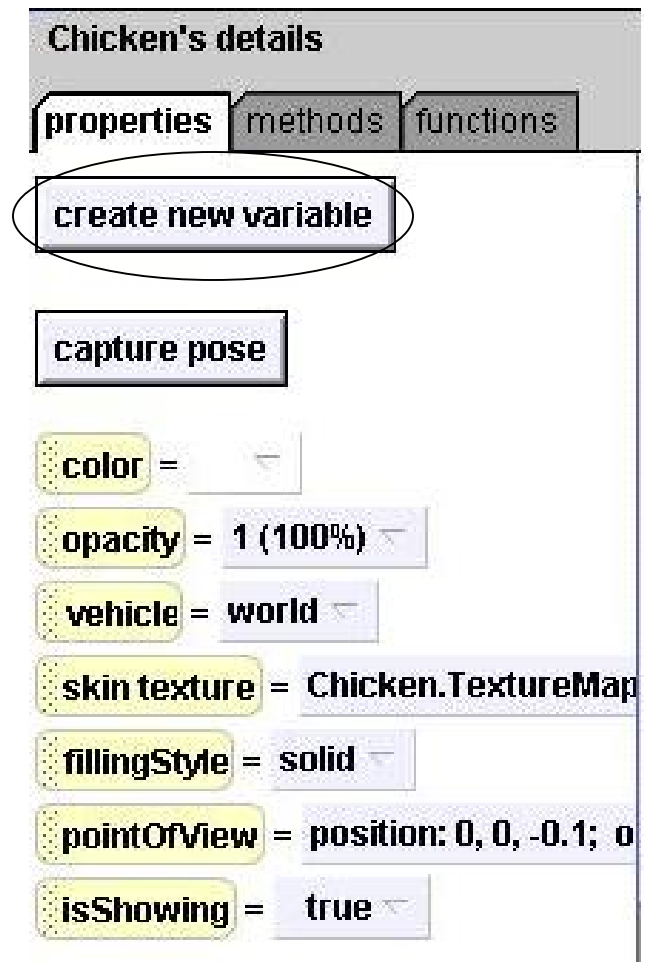 Chicken's details
properties methods functions
create new variable
capture pose
color =
opacity = 1 (100%)
vehicle = world
skin texture = Chicken.TextureMap
fillingStyle = solid
pointOfView = position: 0, 0, -0.1; o
isShowing = true